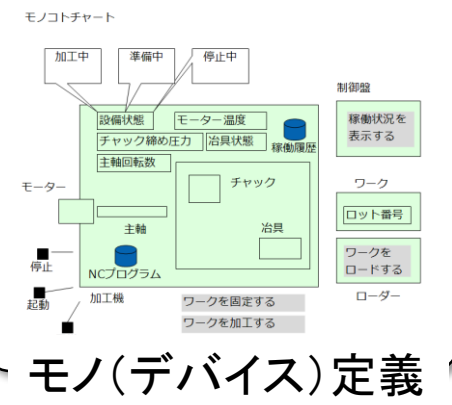 モノコトチャート
加工中
準備中
停止中
制御盤
設備状態
モーター温度
チャック締め圧力
冶具状態
稼働履歴
主軸回転数
稼働状況を
表示する
モーター
チャック
ワーク
ロット番号
主軸
冶具
停止
NCプログラム
ワークを
ロードする
起動
加工機
ワークを固定する
ローダー
ワークを加工する
モノ(デバイス)定義